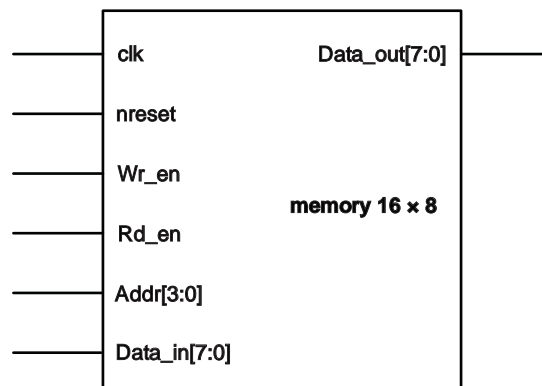 clk
Data_out[7:0]
nreset
Wr_en
memory 16 × 8
Rd_en
Addr[3:0]
Data_in[7:0]